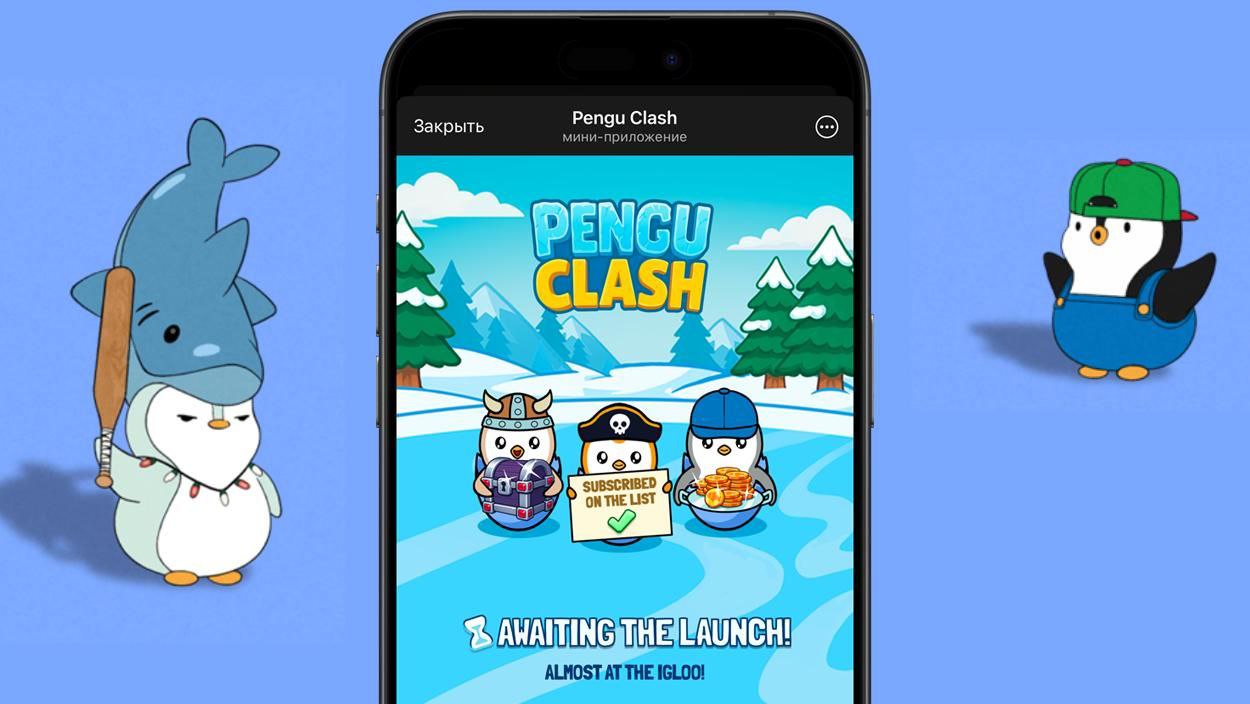 Закрыть
Pengu Clash
мини-приложение
PENGU
CLASH
SUBSCRIBED
ON THE LIST
AWAITING THE LAUNCH!
ALMOST AT THE IGLOO!